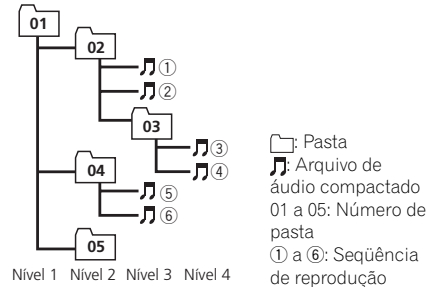 01
02
①
②
03
③
④
04
⑤
⑥
05
Nível 1 Nível 2 Nível 3 Nível 4
: Pasta
: Arquivo de
áudio compactado
01 a 05: Número de
pasta
① a ⑥: Seqüência
de reprodução